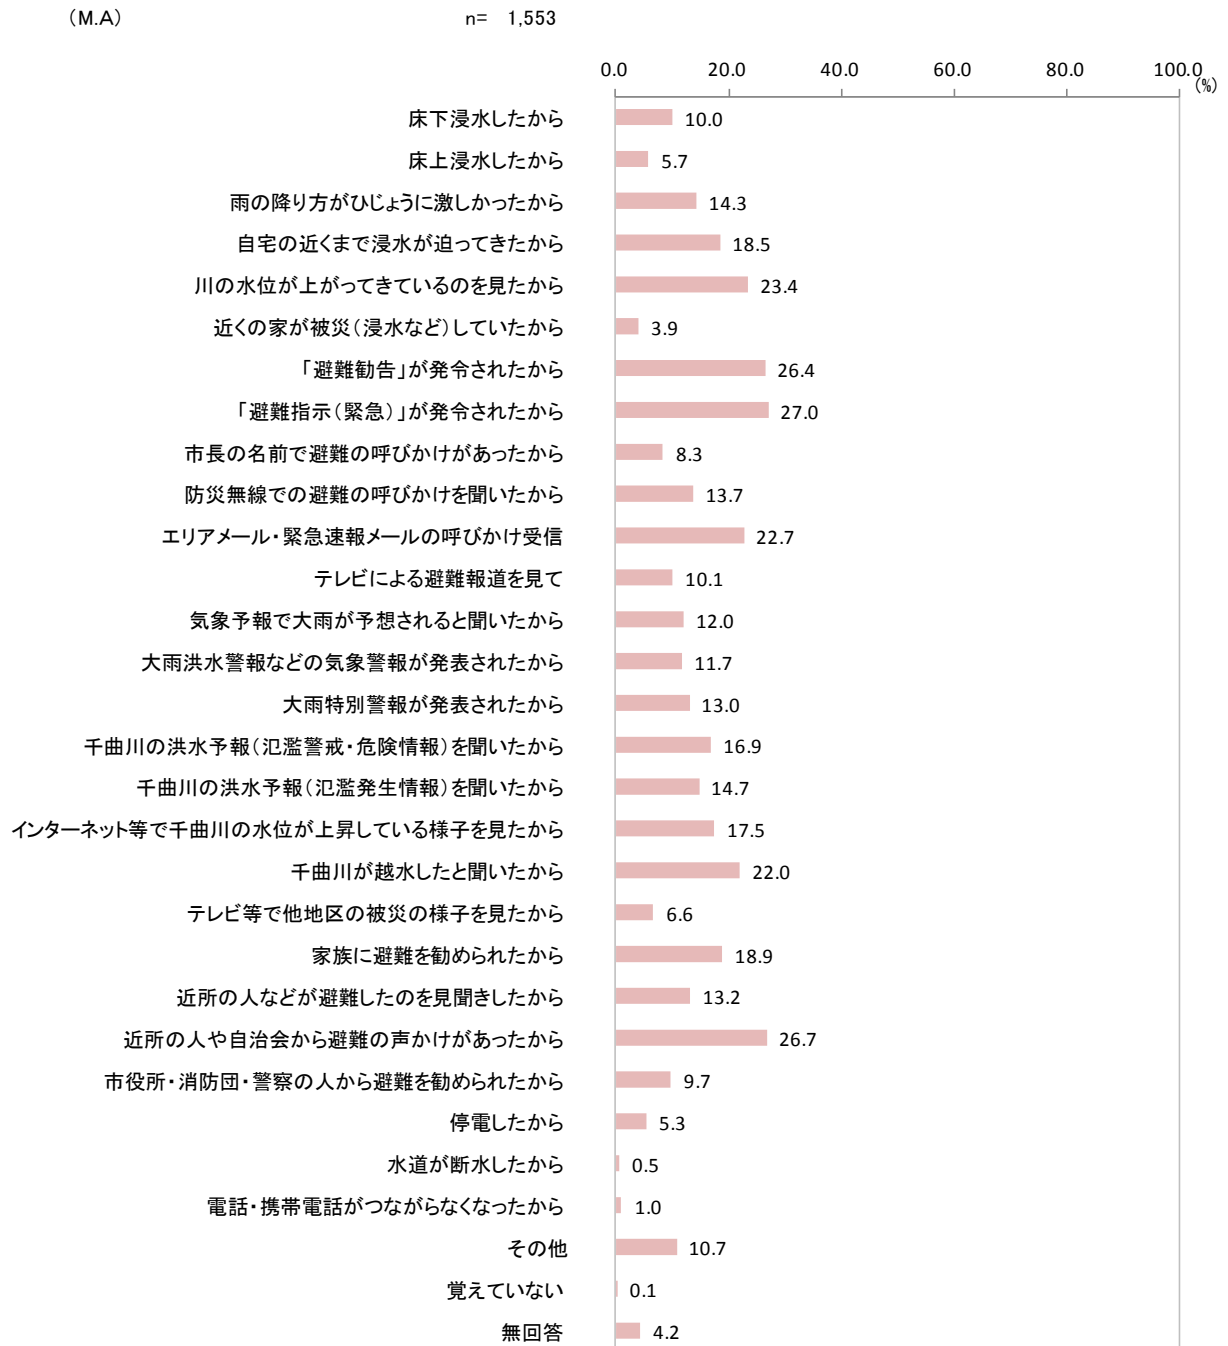 （M.A） n= 1,553
0.0 20.0 40.0 60.0 80.0 100.0
(%)
床下浸水したから 10.0
床上浸水したから 5.7
雨の降り方がひじょうに激しかったから 14.3
自宅の近くまで浸水が迫ってきたから 18.5
川の水位が上がってきているのを見たから 23.4
近くの家が被災（浸水など）していたから 3.9
「避難勧告」が発令されたから 26.4
「避難指示（緊急）」が発令されたから 27.0
市長の名前で避難の呼びかけがあったから 8.3
防災無線での避難の呼びかけを聞いたから 13.7
エリアメール・緊急速報メールの呼びかけ受信 22.7
テレビによる避難報道を見て 10.1
気象予報で大雨が予想されると聞いたから 12.0
大雨洪水警報などの気象警報が発表されたから 11.7
大雨特別警報が発表されたから 13.0
千曲川の洪水予報（氾濫警戒・危険情報）を聞いたから 16.9
千曲川の洪水予報（氾濫発生情報）を聞いたから 14.7
インターネット等で千曲川の水位が上昇している様子を見たから 17.5
千曲川が越水したと聞いたから 22.0
テレビ等で他地区の被災の様子を見たから 6.6
家族に避難を勧められたから 18.9
近所の人などが避難したのを見聞きしたから 13.2
近所の人や自治会から避難の声かけがあったから 26.7
市役所・消防団・警察の人から避難を勧められたから 9.7
停電したから 5.3
水道が断水したから 0.5
電話・携帯電話がつながらなくなったから 1.0
その他 10.7
覚えていない 0.1
無回答 4.2